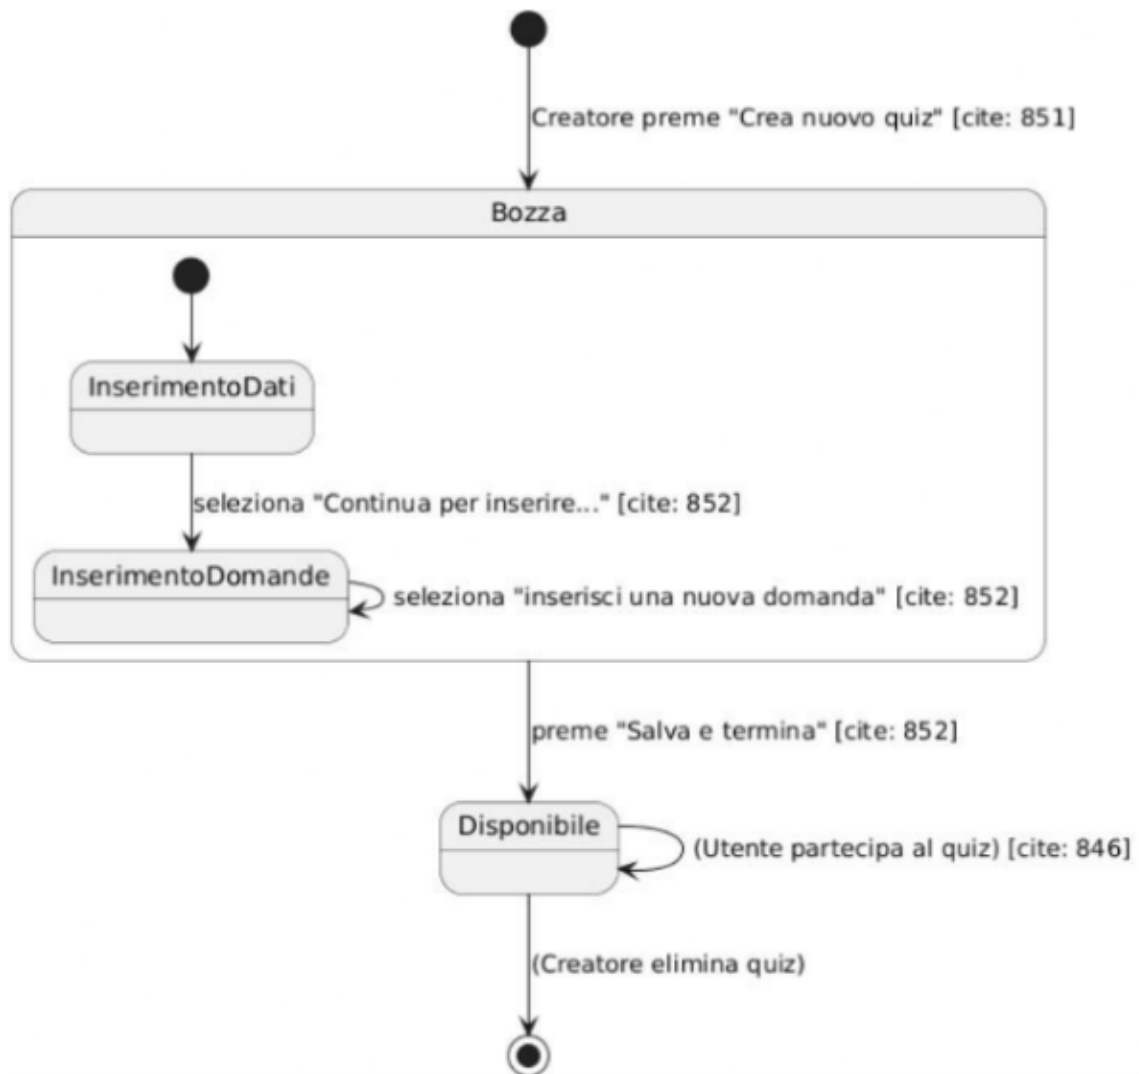 Creatore preme "Crea nuovo quiz" [cite: 851]
Bozza
InserimentoDati
seleziona "Continua per inserire..." [cite: 852]
InserimentoDomande
seleziona "inserisci una nuova domanda" [cite: 852]
preme "Salva e termina" [cite: 852]
Disponibile
(Utente partecipa al quiz) [cite: 846]
(Creatore elimina quiz)